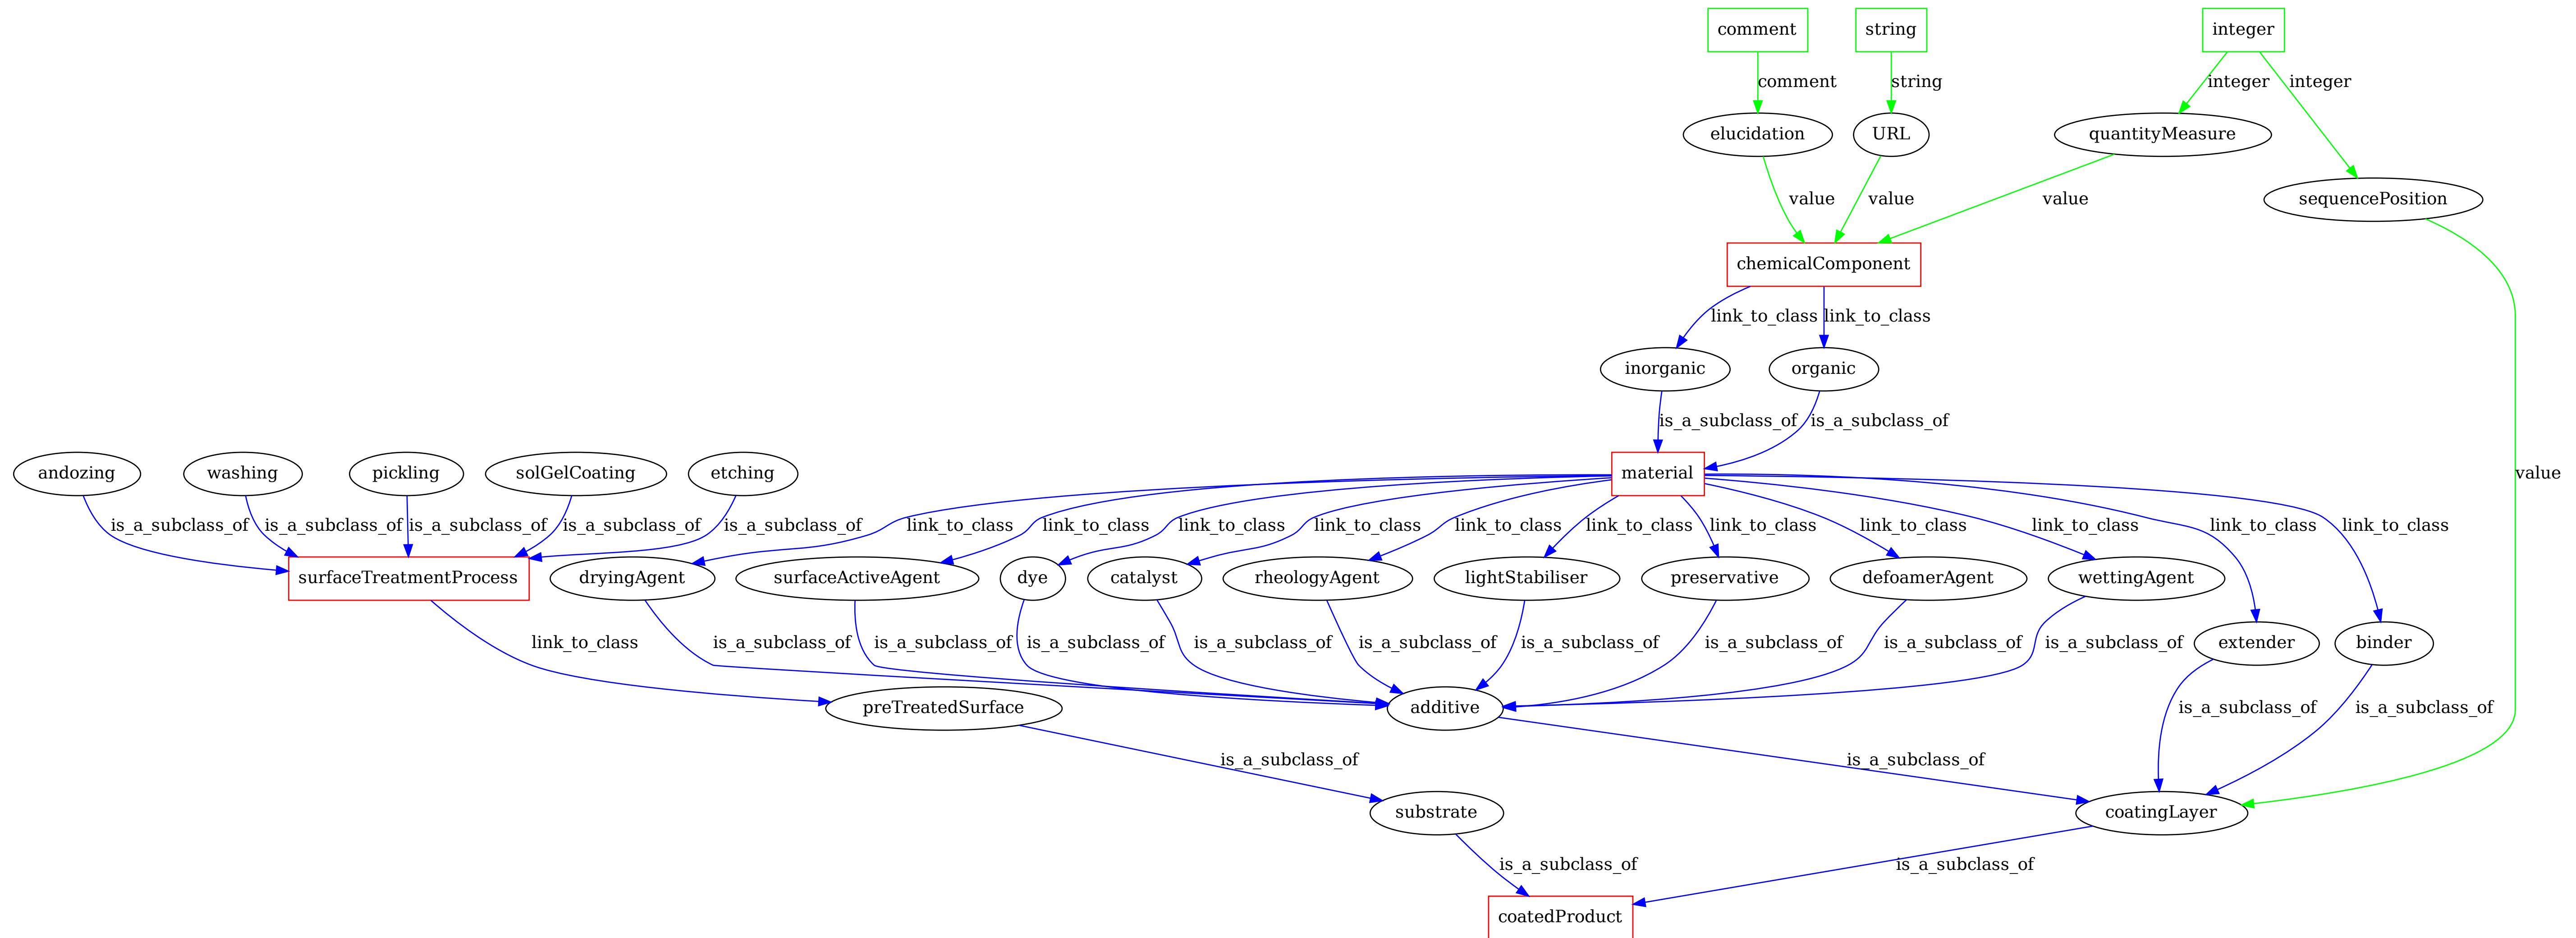 comment
string
integer
comment
string
integer
integer
elucidation
URL
quantityMeasure
sequencePosition
value
value
value
chemicalComponent
link_to_class
link_to_class
inorganic
organic
is_a_subclass_of
is_a_subclass_of
andozing
washing
pickling
solGelCoating
etching
material
value
is_a_subclass_of
is_a_subclass_of
is_a_subclass_of
is_a_subclass_of
is_a_subclass_of
link_to_class
link_to_class
link_to_class
link_to_class
link_to_class
link_to_class
link_to_class
link_to_class
link_to_class
link_to_class
link_to_class
surfaceTreatmentProcess
dryingAgent
surfaceActiveAgent
dye
catalyst
rheologyAgent
lightStabiliser
preservative
defoamerAgent
wettingAgent
link_to_class
is_a_subclass_of
is_a_subclass_of
is_a_subclass_of
is_a_subclass_of
is_a_subclass_of
is_a_subclass_of
is_a_subclass_of
is_a_subclass_of
is_a_subclass_of
extender
binder
preTreatedSurface
additive
is_a_subclass_of
is_a_subclass_of
is_a_subclass_of
is_a_subclass_of
substrate
coatingLayer
is_a_subclass_of
is_a_subclass_of
coatedProduct